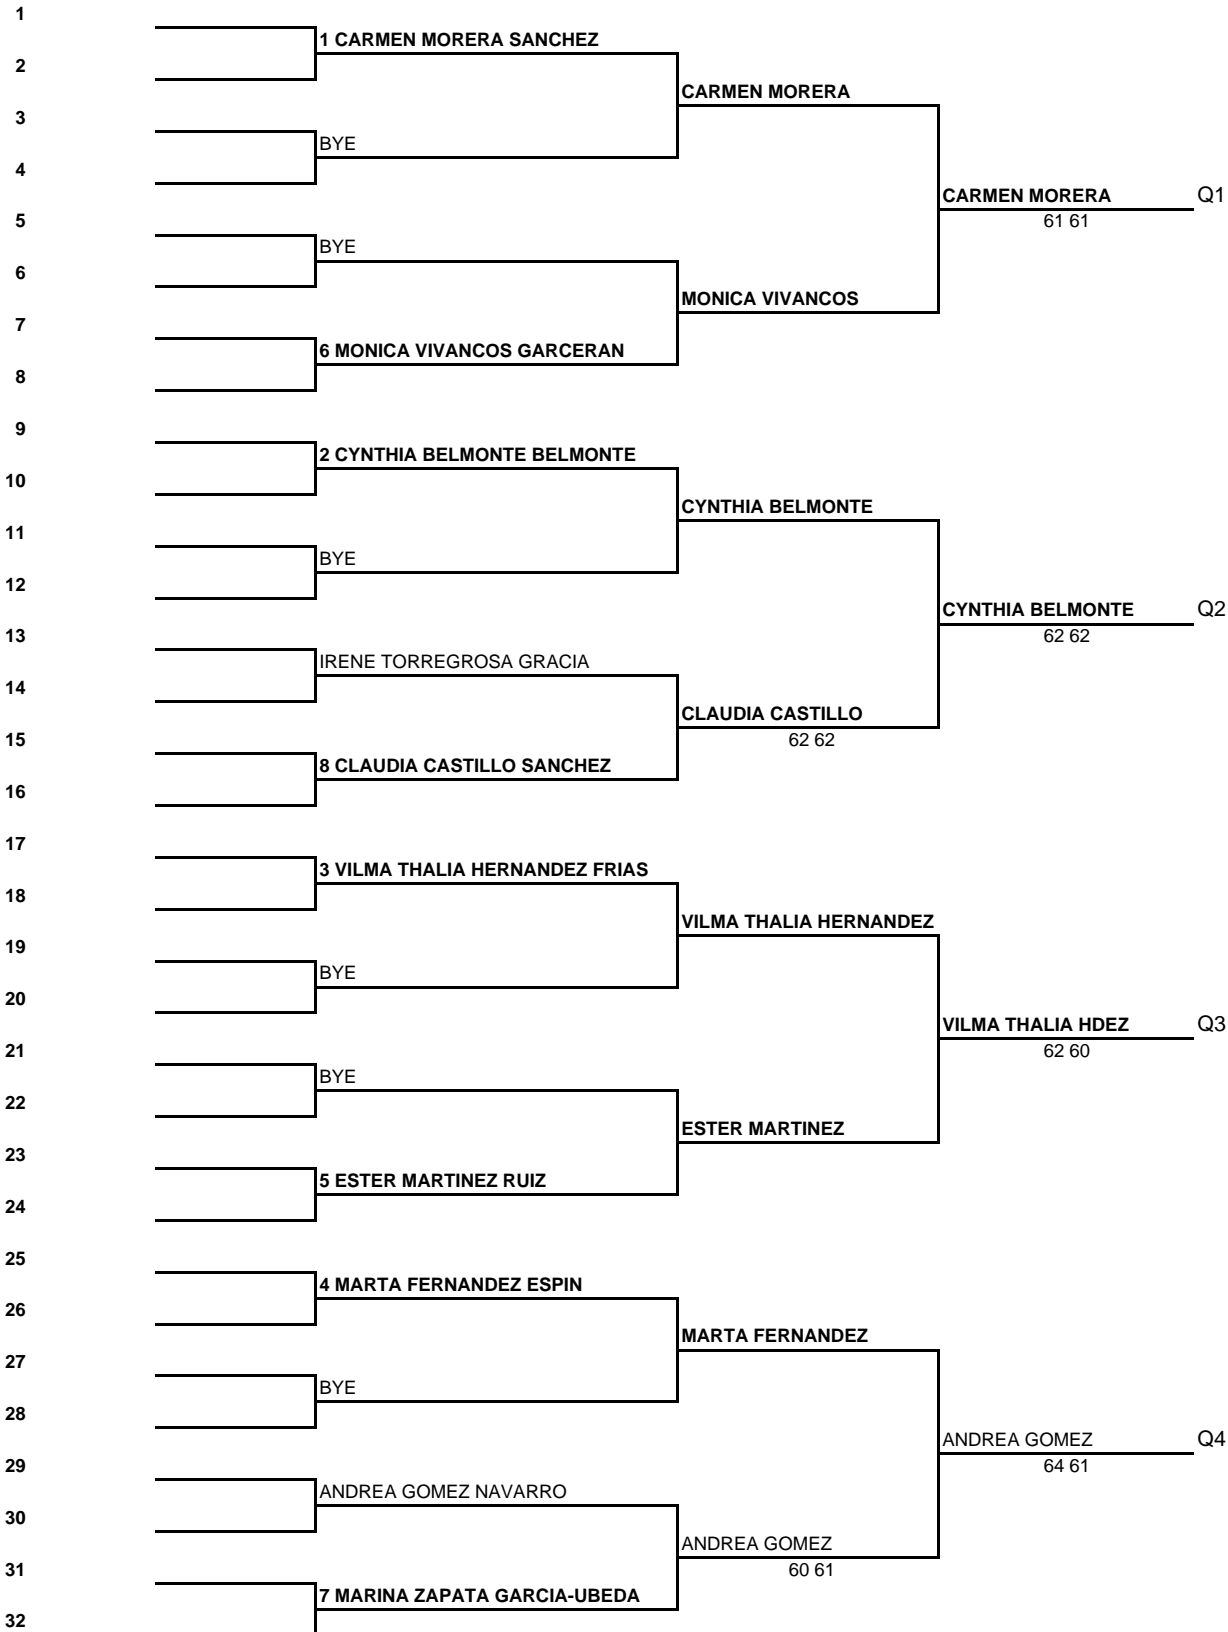 1
1 CARMEN MORERA SANCHEZ
2
CARMEN MORERA
3
BYE
4
CARMEN MORERA Q1
5
61 61
BYE
6
MONICA VIVANCOS
7
6 MONICA VIVANCOS GARCERAN
8
9
2 CYNTHIA BELMONTE BELMONTE
10
CYNTHIA BELMONTE
11
BYE
12
CYNTHIA BELMONTE Q2
13
62 62
IRENE TORREGROSA GRACIA
14
CLAUDIA CASTILLO
15
62 62
8 CLAUDIA CASTILLO SANCHEZ
16
17
3 VILMA THALIA HERNANDEZ FRIAS
18
VILMA THALIA HERNANDEZ
19
BYE
20
VILMA THALIA HDEZ Q3
21
62 60
BYE
22
ESTER MARTINEZ
23
5 ESTER MARTINEZ RUIZ
24
25
4 MARTA FERNANDEZ ESPIN
26
MARTA FERNANDEZ
27
BYE
28
ANDREA GOMEZ Q4
29
64 61
ANDREA GOMEZ NAVARRO
30
ANDREA GOMEZ
31
60 61
7 MARINA ZAPATA GARCIA-UBEDA
32